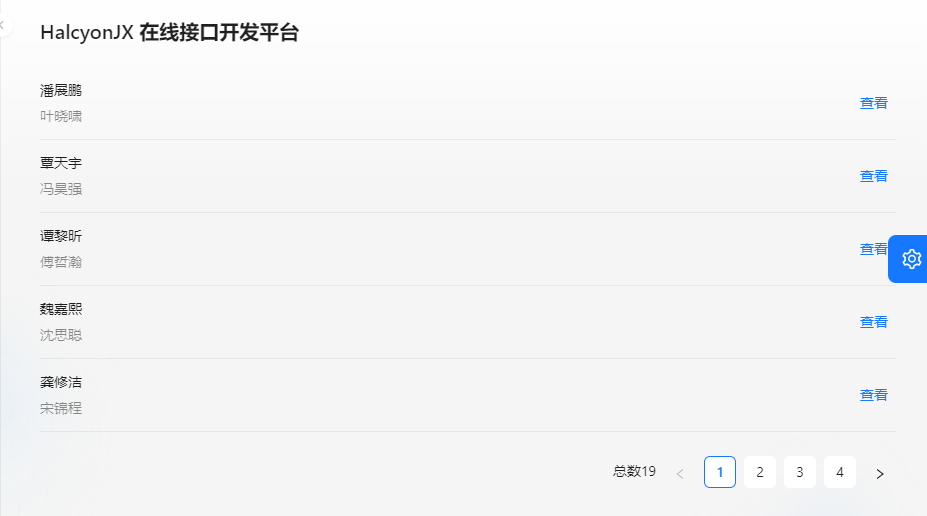 HalcyonJX 在线接口开发平台
潘展鹏
叶晓啸
查看
覃天宇
冯昊强
查看
谭黎昕
傅哲瀚
查看
魏嘉熙
沈思聪
查看
龚修洁
宋锦程
查看
总数19 < 1 2 3 4 >